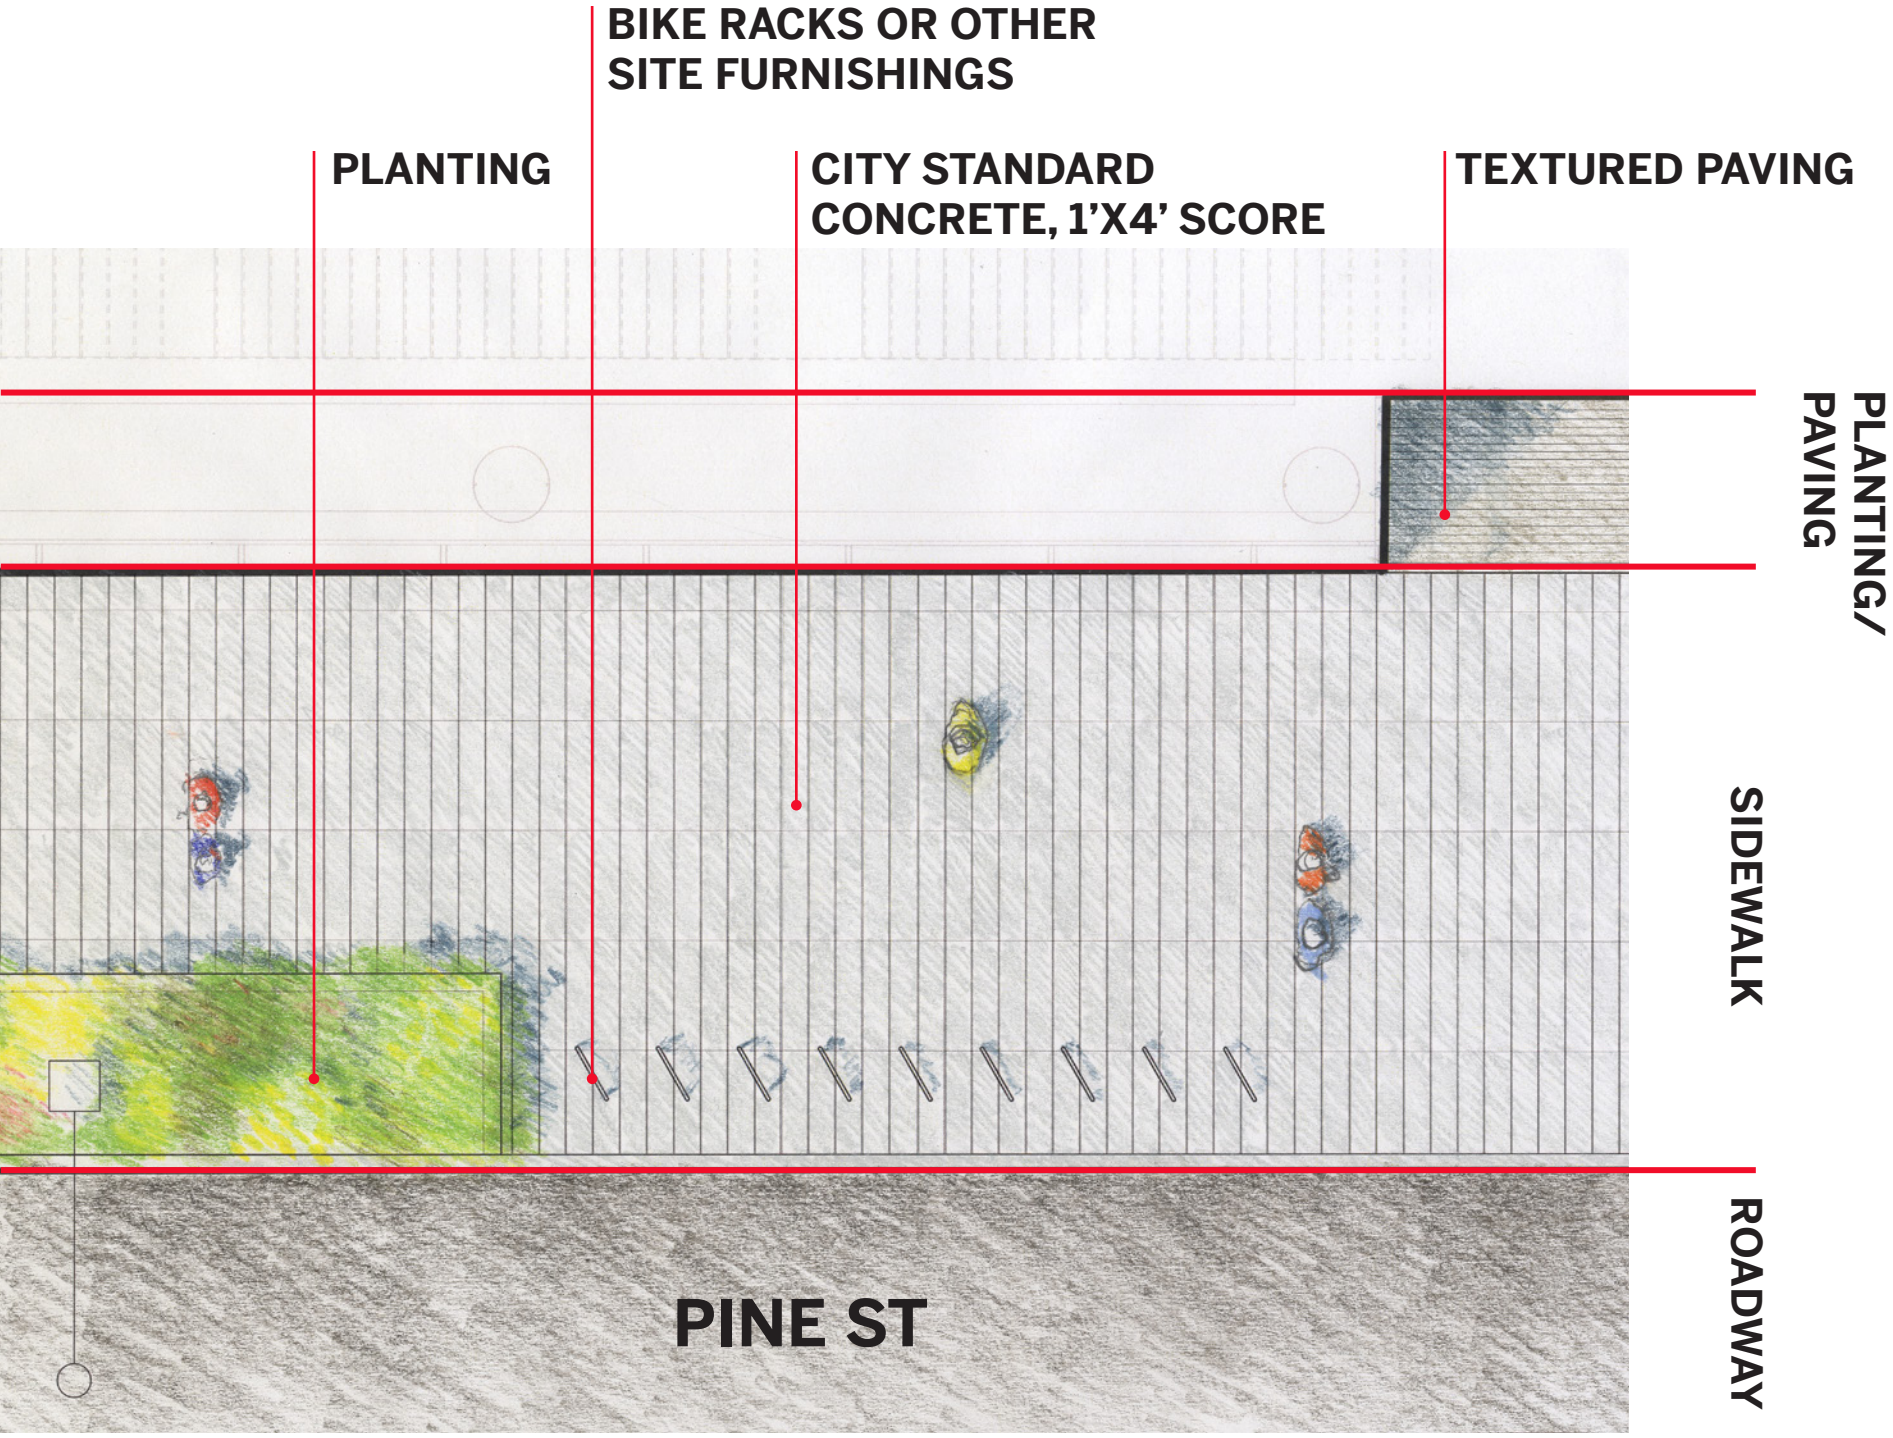 BIKE RACKS OR OTHER
SITE FURNISHINGS
PLANTING
CITY STANDARD
CONCRETE, 1’X4’ SCORE
TEXTURED PAVING
PLANTING/
PAVING
SIDEWALK
ROADWAY
PINE ST